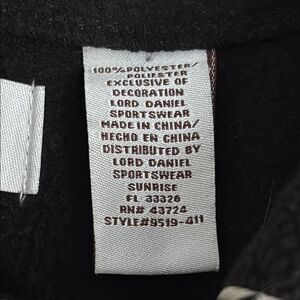 100% POLYESTER/
POLIESTER
EXCLUSIVE OF
DECORATION
LORD DANIEL
SPORTSWEAR
MADE IN CHINA/
HECHO EN CHINA
DISTRIBUTED BY
LORD DANIEL
SPORTSWEAR
SUNRISE
FL 33326
RN# 43724
STYLE#9519-411